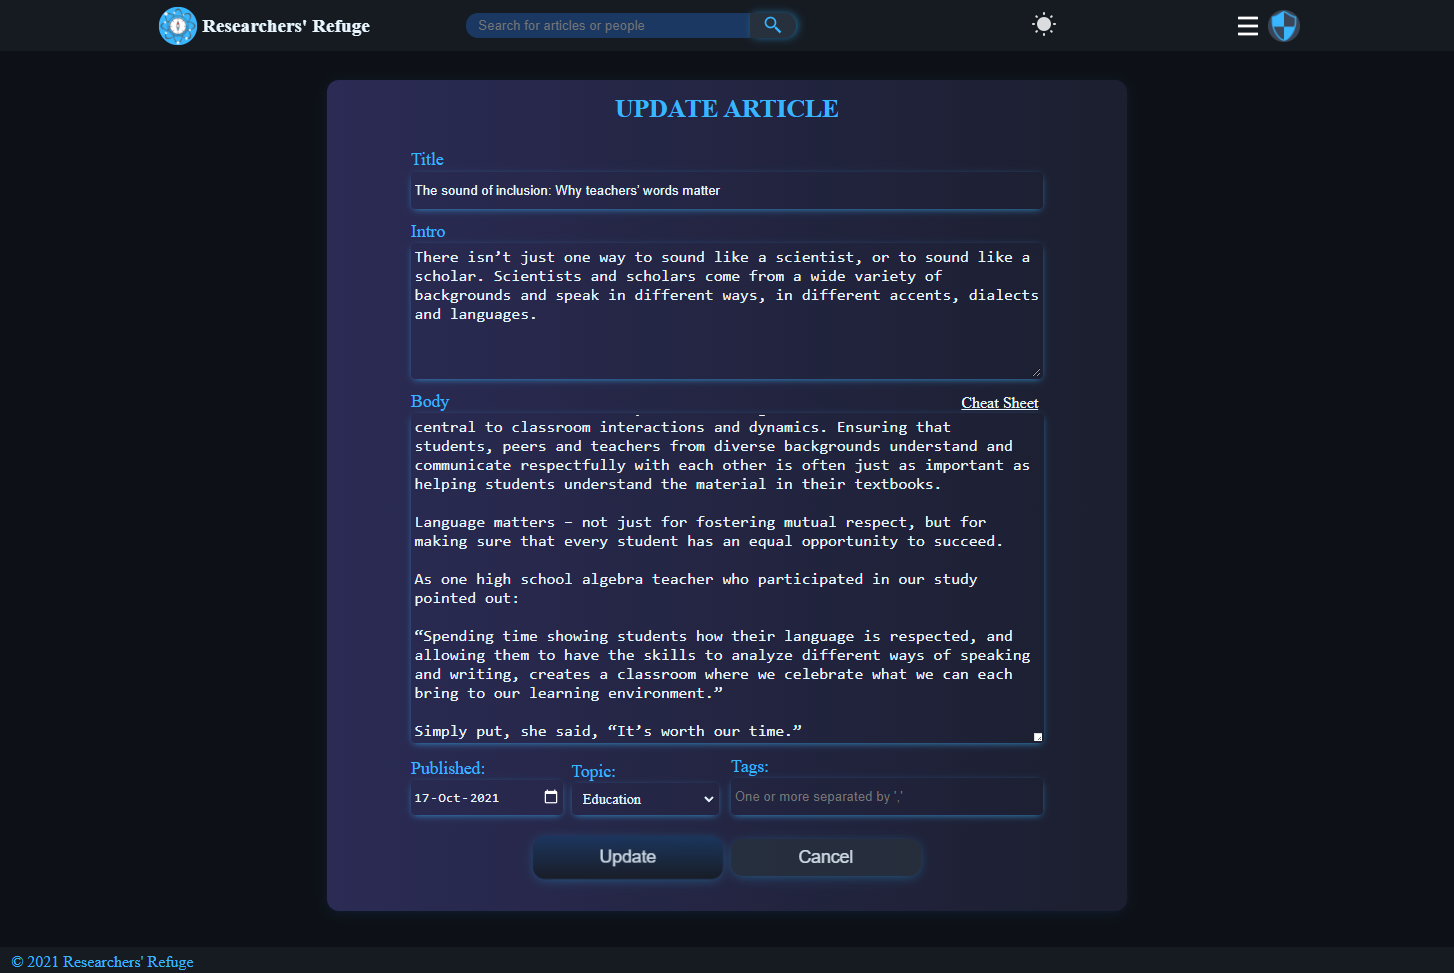 Researchers' Refuge
Search for articles or people
UPDATE ARTICLE
Title
The sound of inclusion: Why teachers’ words matter
Intro
There isn’t just one way to sound like a scientist, or to sound like a
scholar. Scientists and scholars come from a wide variety of
backgrounds and speak in different ways, in different accents, dialects
and languages.
Body
Cheat Sheet
central to classroom interactions and dynamics. Ensuring that
students, peers and teachers from diverse backgrounds understand and
communicate respectfully with each other is often just as important as
helping students understand the material in their textbooks.
Language matters – not just for fostering mutual respect, but for
making sure that every student has an equal opportunity to succeed.
As one high school algebra teacher who participated in our study
pointed out:
“Spending time showing students how their language is respected, and
allowing them to have the skills to analyze different ways of speaking
and writing, creates a classroom where we celebrate what we can each
bring to our learning environment.”
Simply put, she said, “It’s worth our time.”
Published:
Topic:
Tags:
17-Oct-2021
Education
One or more separated by ','
Update
Cancel
© 2021 Researchers' Refuge